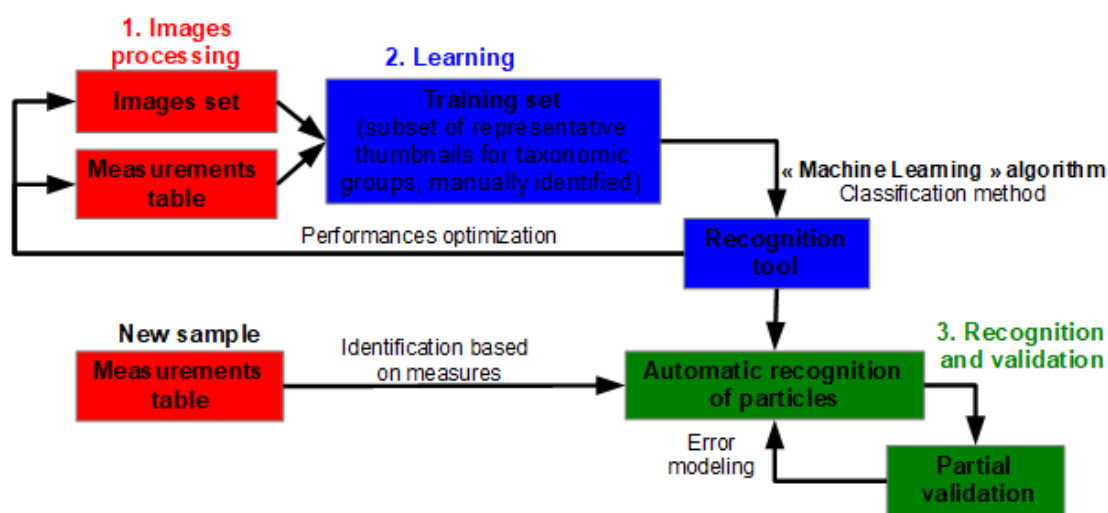 1. Images
processing
2. Learning
Images set
Training set
(subset of representative
thumbnails for taxonomic
groups, manually identified)
Measurements
table
« Machine Learning » algorithm
Classification method
Performances optimization
Recognition
tool
New sample
Measurements
table
Identification based
on measures
3. Recognition
and validation
Automatic recognition
of particles
Error
modeling
Partial
validation